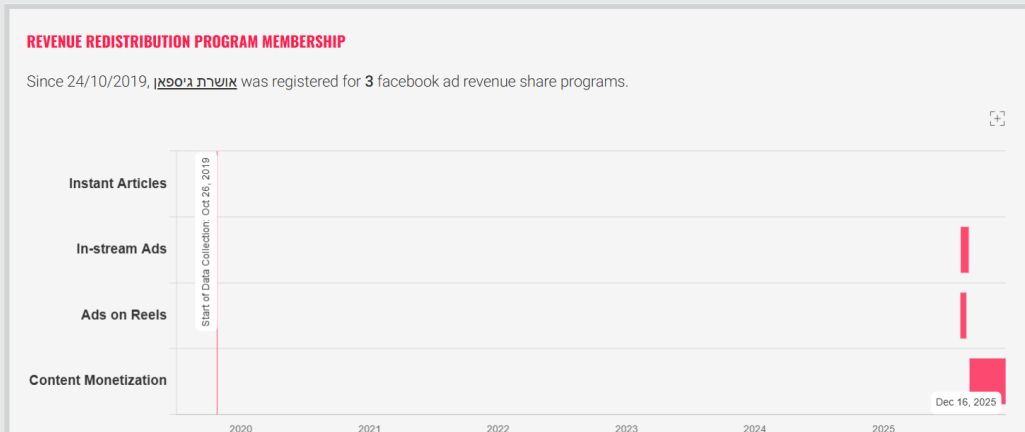 REVENUE REDISTRIBUTION PROGRAM MEMBERSHIP
Since 24/10/2019, אושרת גיספאן was registered for 3 facebook ad revenue share programs.
Start of Data Collection: Oct 26, 2019
Instant Articles
In-stream Ads
Ads on Reels
Content Monetization
Dec 16, 2025
2020 2021 2022 2023 2024 2025